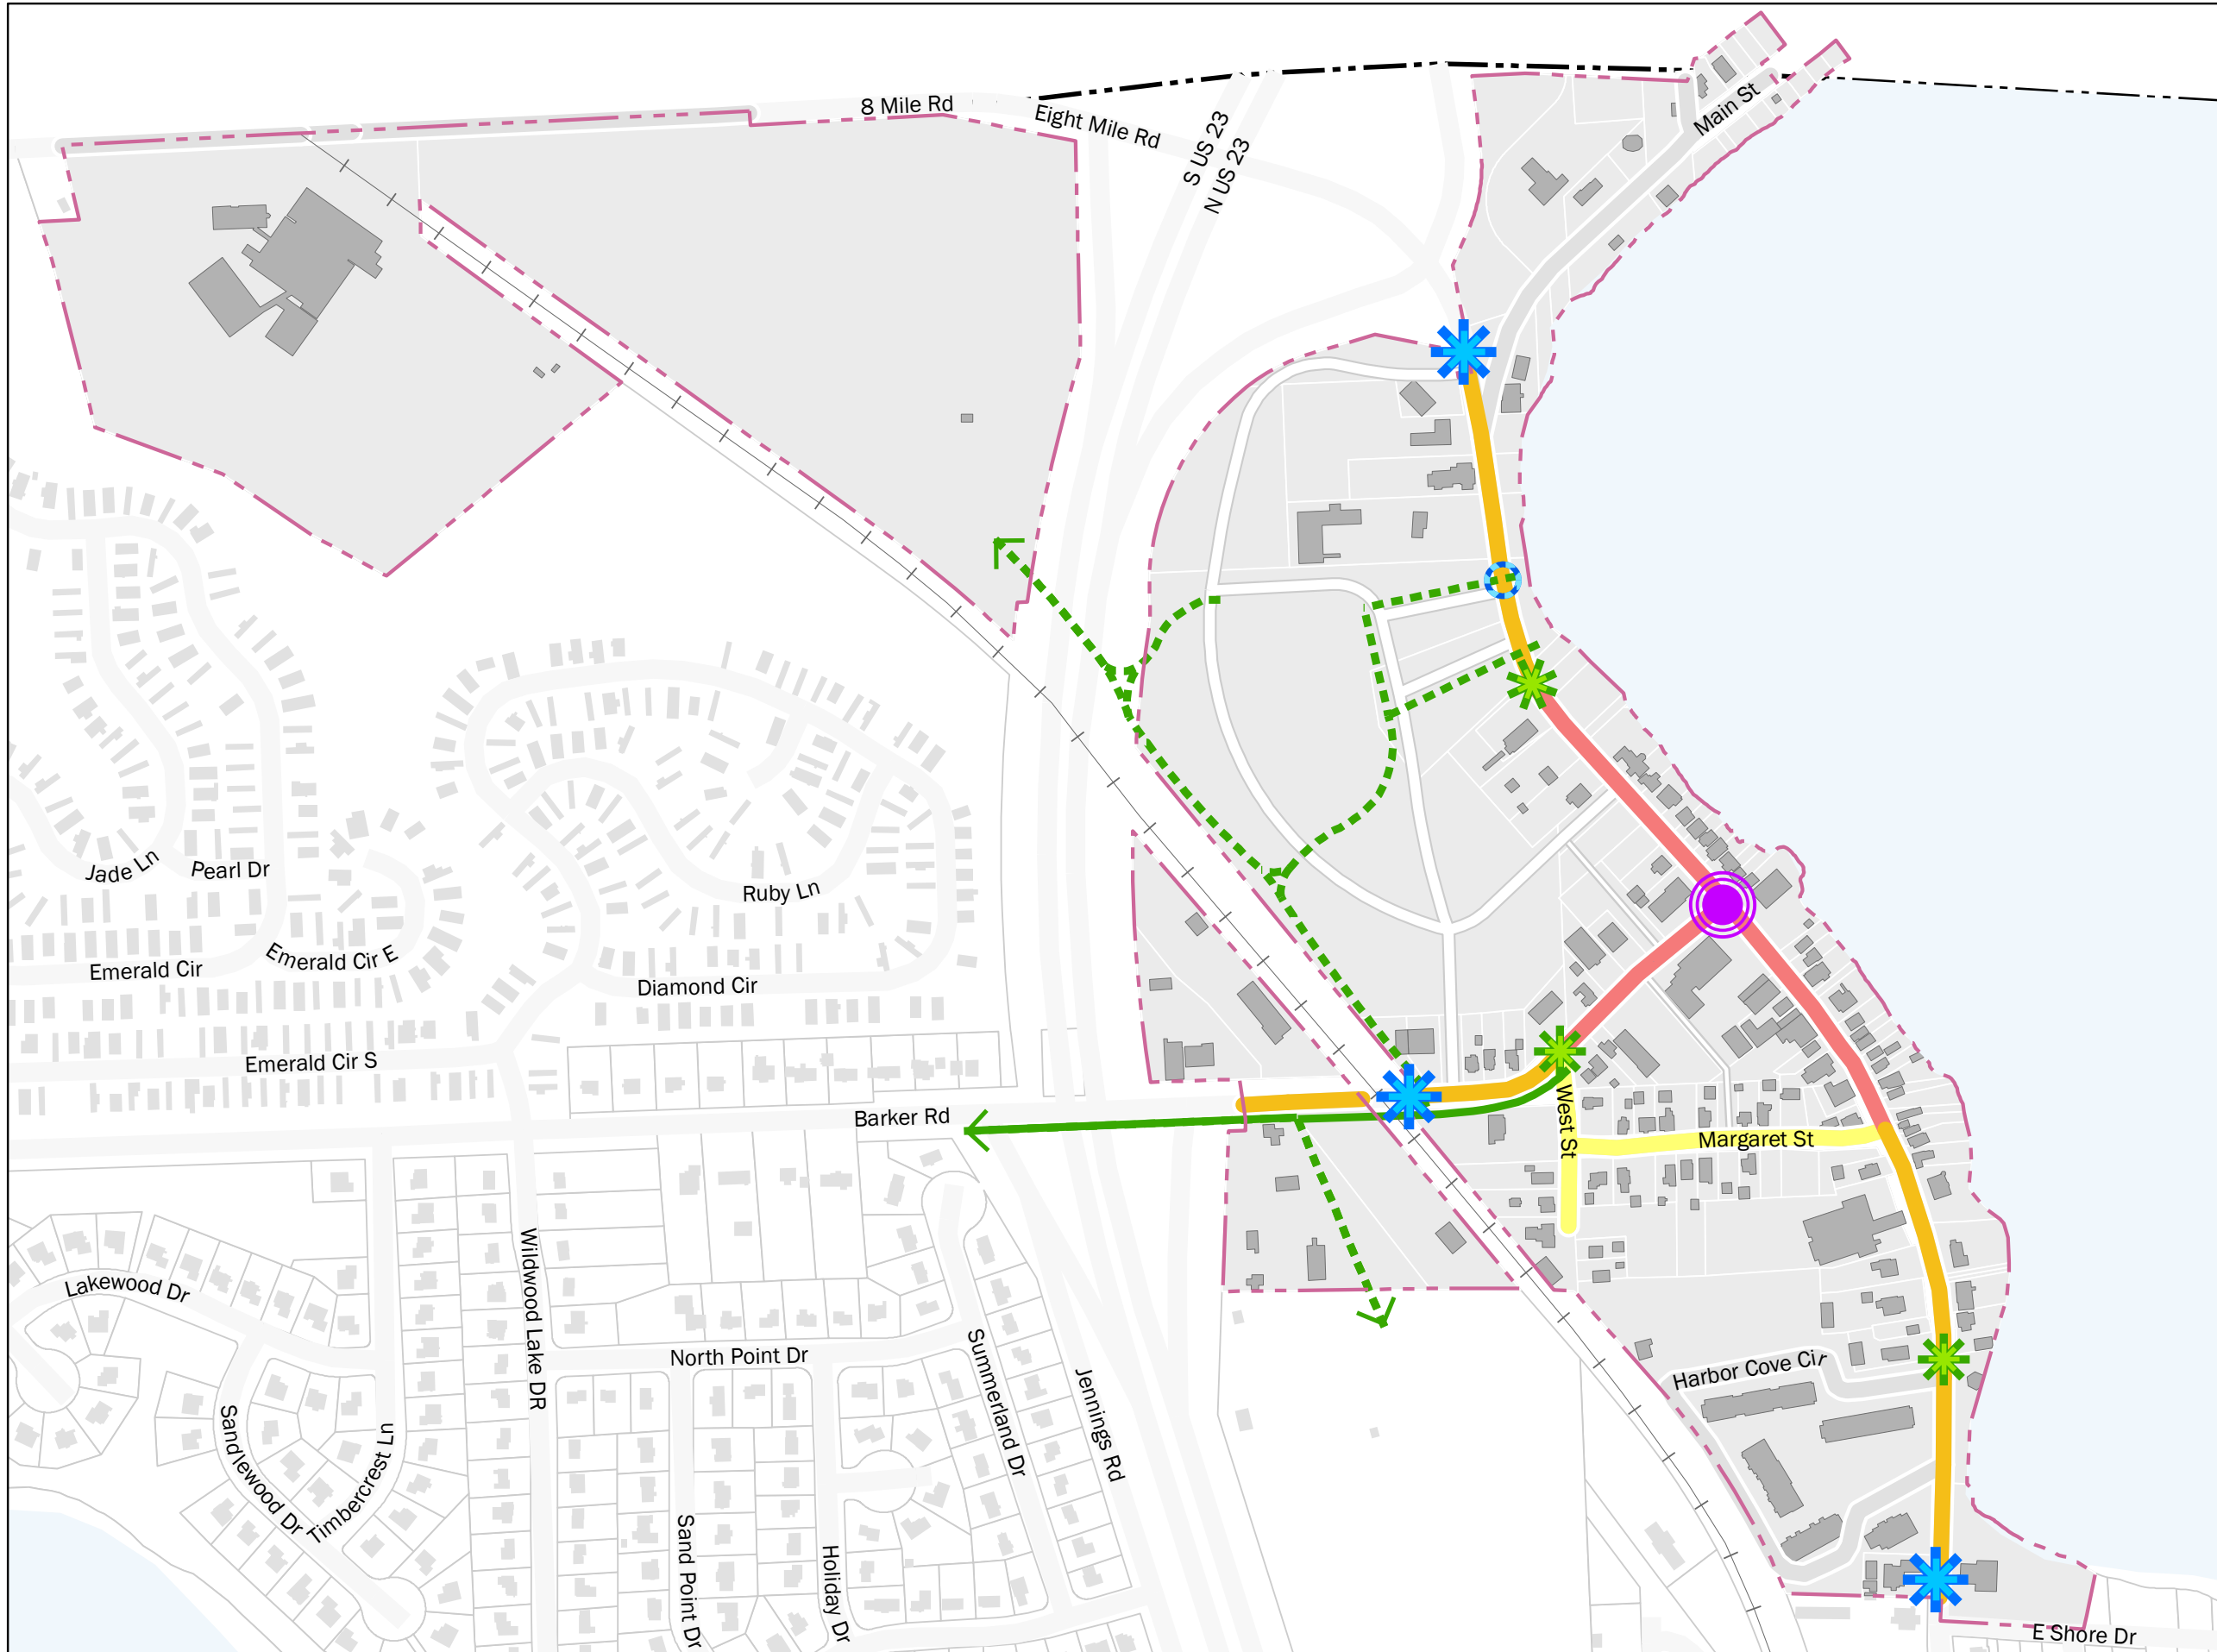 8 Mile Rd
Eight Mile Rd
S US 23
N US 23
Main St
Jade Ln
Pearl Dr
Ruby Ln
Emerald Cir
Emerald Cir E
Diamond Cir
Emerald Cir S
Barker Rd
West St
Margaret St
Wildwood Lake DR
Lakewood Dr
North Point Dr
Summerland Dr
Jennings Rd
Harbor Cove Cir
Sandlewood Dr
Timbercrest Ln
Sand Point Dr
Holiday Dr
E Shore Dr